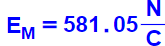 E_M = 581.05 N/C